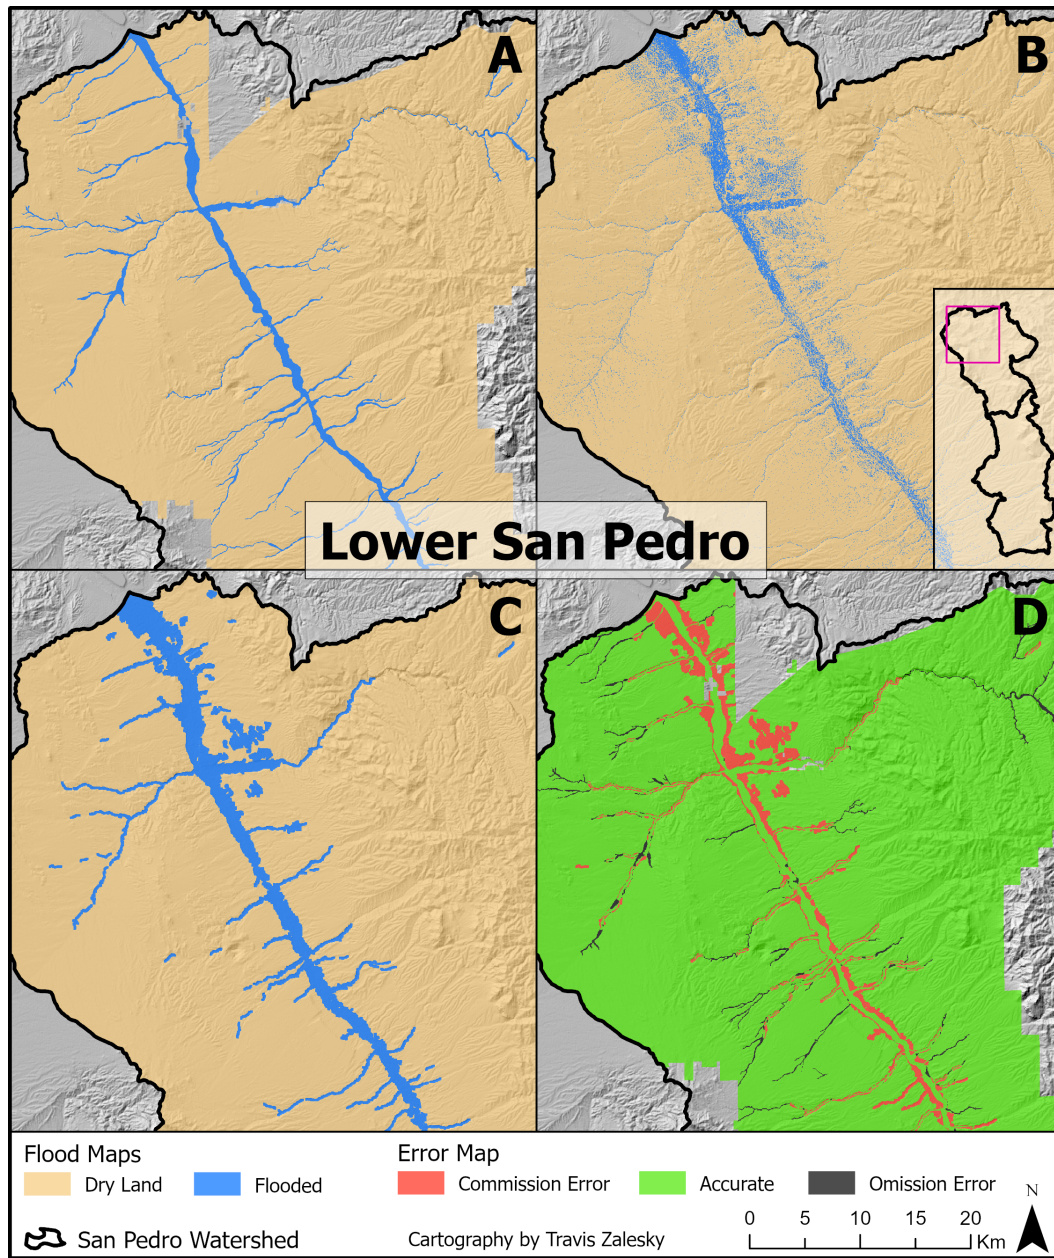 A
B
Lower San Pedro
C
D
Flood Maps
Dry Land
Flooded
Error Map
Commission Error
Accurate
Omission Error
San Pedro Watershed
Cartography by Travis Zalesky
0 5 10 15 20
Km
N